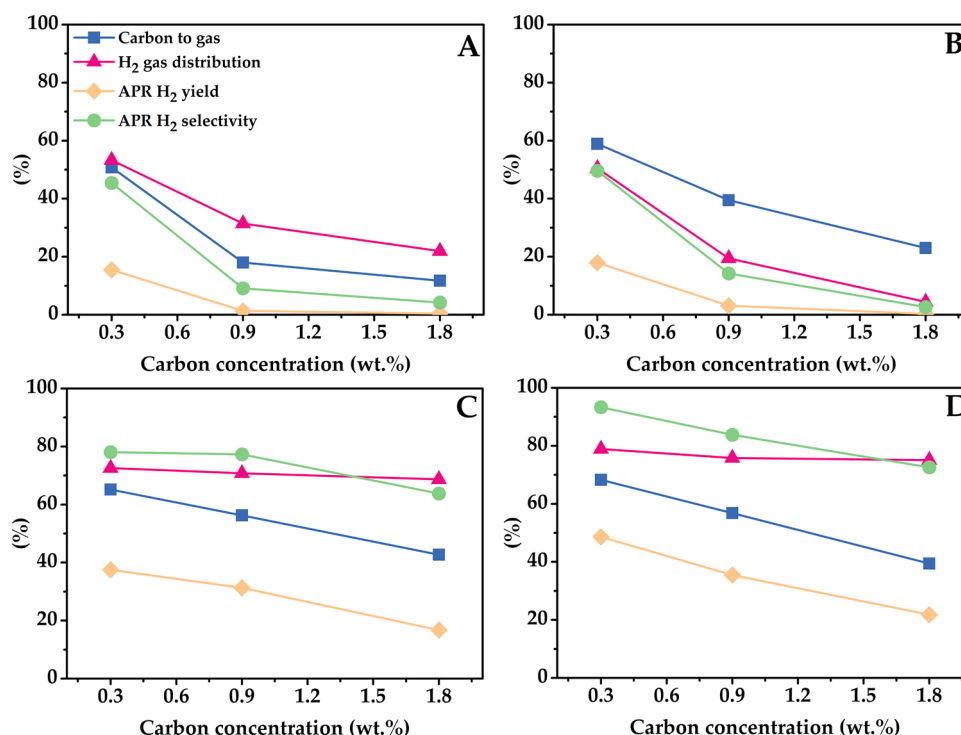 100
80
60
40
20
0
(%)
Carbon to gas
H2 gas distribution
APR H2 yield
APR H2 selectivity
A
0.3 0.6 0.9 1.2 1.5 1.8
Carbon concentration (wt.%)
100
80
60
40
20
0
(%)
B
0.3 0.6 0.9 1.2 1.5 1.8
Carbon concentration (wt.%)
100
80
60
40
20
0
(%)
C
0.3 0.6 0.9 1.2 1.5 1.8
Carbon concentration (wt.%)
100
80
60
40
20
0
(%)
D
0.3 0.6 0.9 1.2 1.5 1.8
Carbon concentration (wt.%)